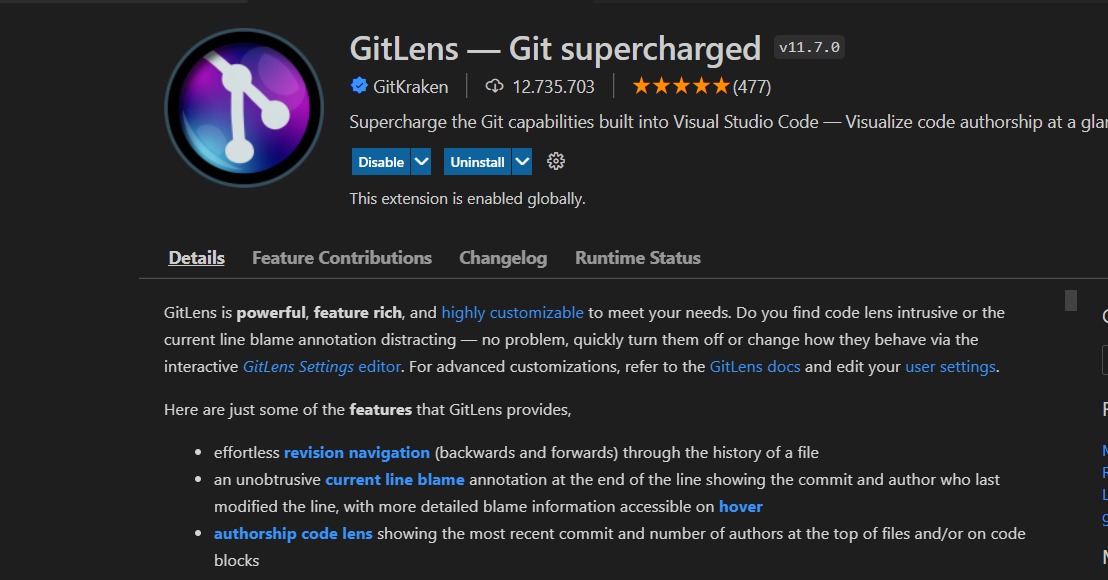 GitLens — Git supercharged v11.7.0
GitKraken 12.735.703 (477)
Supercharge the Git capabilities built into Visual Studio Code — Visualize code authorship at a
Disable Uninstall
This extension is enabled globally.
Details Feature Contributions Changelog Runtime Status
GitLens is powerful, feature rich, and highly customizable to meet your needs. Do you find code lens intrusive or the
current line blame annotation distracting — no problem, quickly turn them off or change how they behave via the
interactive GitLens Settings editor. For advanced customizations, refer to the GitLens docs and edit your user settings.
Here are just some of the features that GitLens provides,
effortless revision navigation (backwards and forwards) through the history of a file
an unobtrusive current line blame annotation at the end of the line showing the commit and author who last
modified the line, with more detailed blame information accessible on hover
authorship code lens showing the most recent commit and number of authors at the top of files and/or on code
blocks